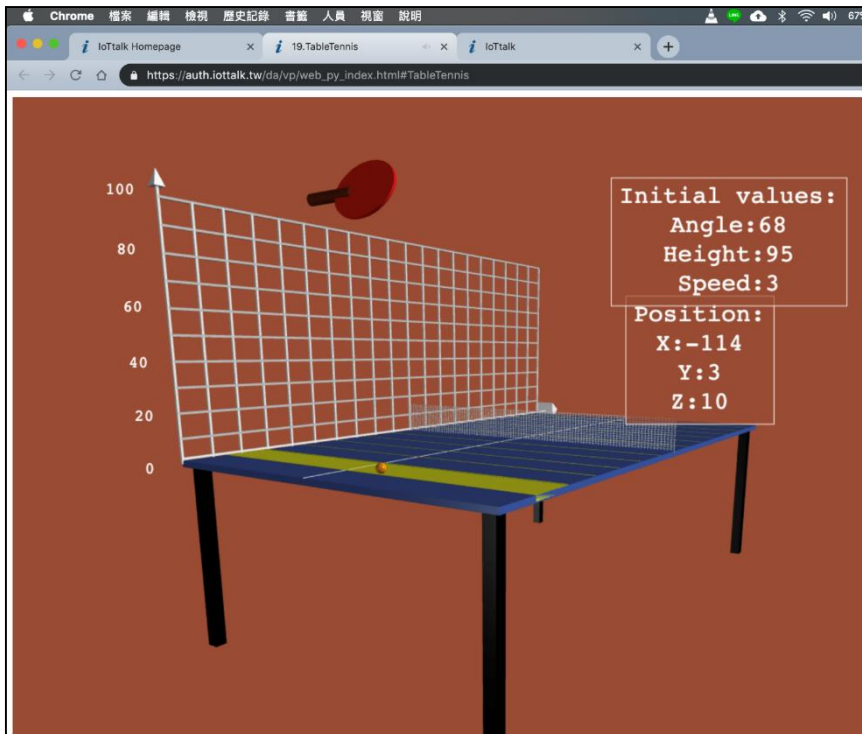 Chrome 檔案 編輯 檢視 歷史記錄 書籤 人員 視窗 說明
67%
IoTtalk Homepage
19.TableTennis
IoTtalk
https://auth.iottalk.tw/da/vp/web_py_index.html#TableTennis
100
80
60
40
20
0
Initial values:
Angle:68
Height:95
Speed:3
Position:
X:-114
Y:3
Z:10